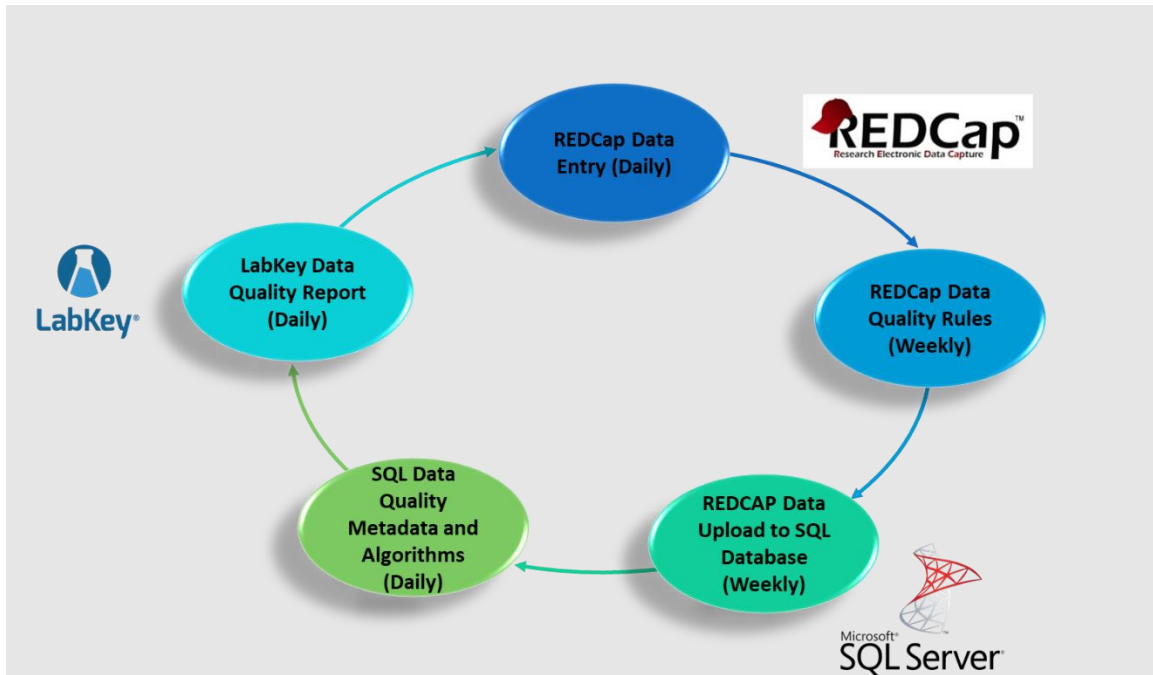 REDCap Data
Entry (Daily)
REDCap™
Research Electronic Data Capture
LabKey Data
Quality Report
(Daily)
LabKey®
REDCap Data
Quality Rules
(Weekly)
SQL Data
Quality
Metadata and
Algorithms
(Daily)
REDCAP Data
Upload to SQL
Database
(Weekly)
Microsoft®
SQL Server®